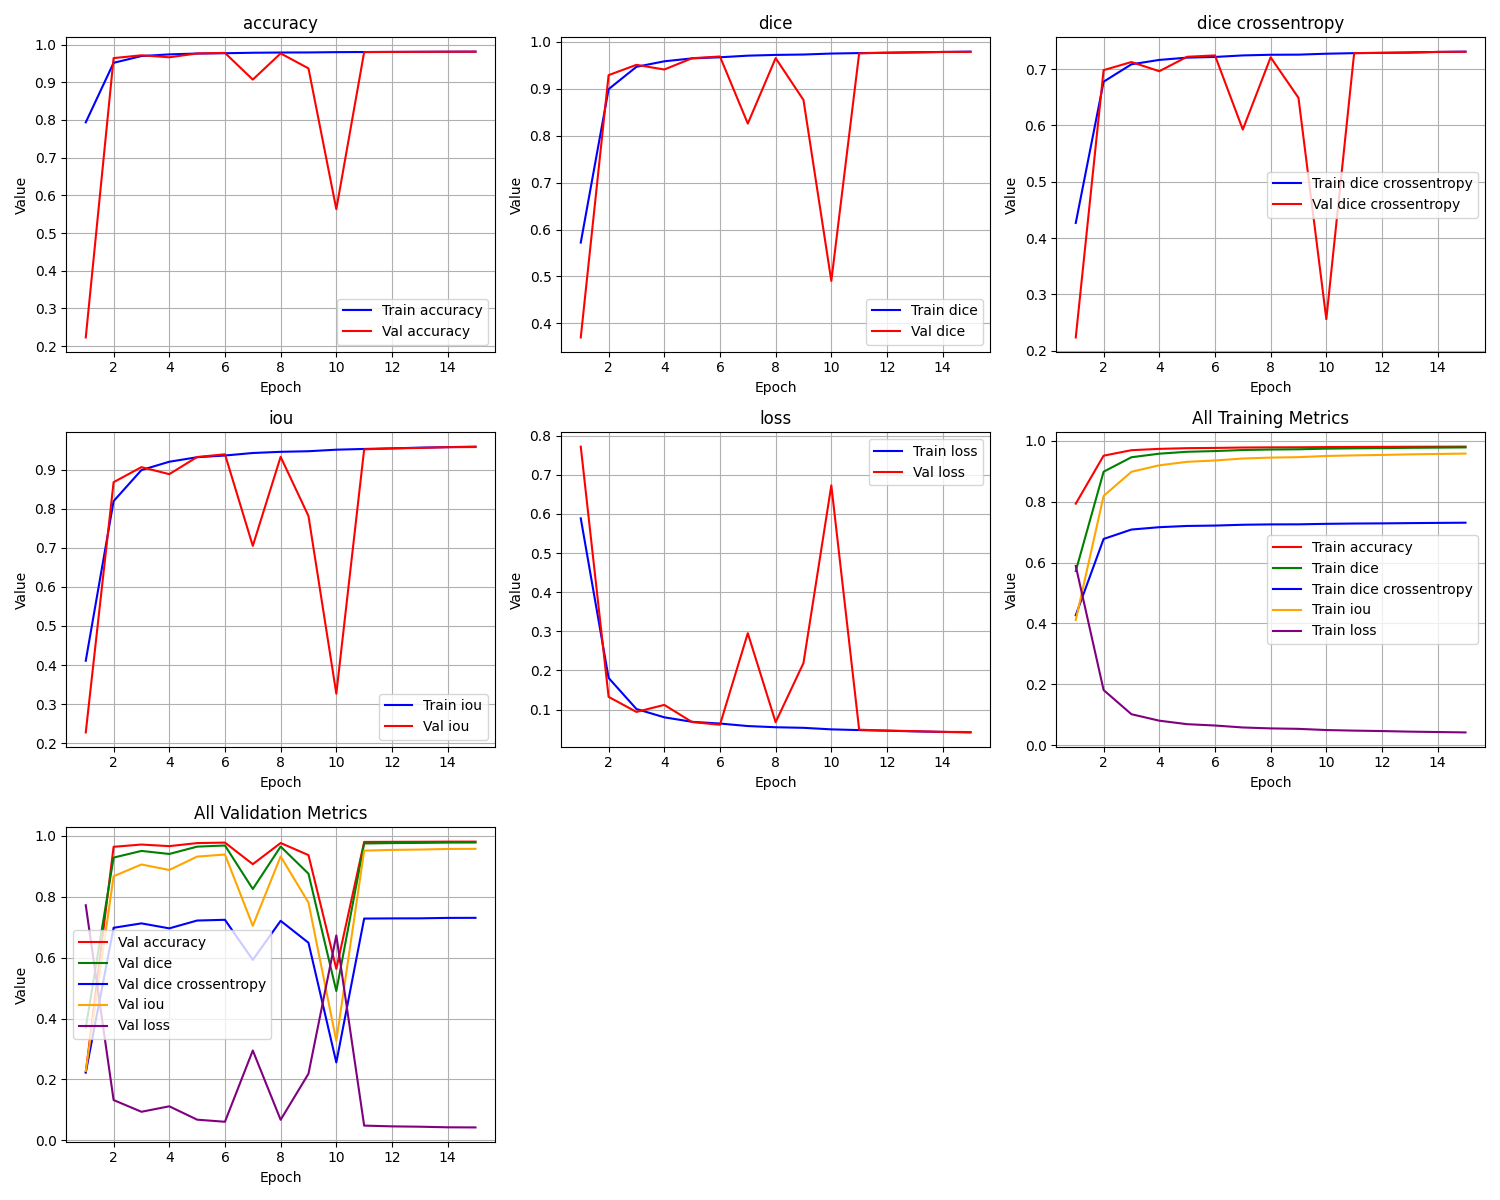 accuracy
1.0
0.9
0.8
0.7
0.6
0.5
0.4
0.3
0.2
Value
2 4 6 8 10 12 14
Epoch
Train accuracy
Val accuracy
dice
1.0
0.9
0.8
0.7
0.6
0.5
0.4
Value
2 4 6 8 10 12 14
Epoch
Train dice
Val dice
dice crossentropy
0.7
0.6
0.5
0.4
0.3
0.2
Value
2 4 6 8 10 12 14
Epoch
Train dice crossentropy
Val dice crossentropy
iou
0.9
0.8
0.7
0.6
0.5
0.4
0.3
0.2
Value
2 4 6 8 10 12 14
Epoch
Train iou
Val iou
loss
0.8
0.7
0.6
0.5
0.4
0.3
0.2
0.1
Value
2 4 6 8 10 12 14
Epoch
Train loss
Val loss
All Training Metrics
1.0
0.8
0.6
0.4
0.2
0.0
Value
2 4 6 8 10 12 14
Epoch
Train accuracy
Train dice
Train dice crossentropy
Train iou
Train loss
All Validation Metrics
1.0
0.8
0.6
0.4
0.2
0.0
Value
2 4 6 8 10 12 14
Epoch
Val accuracy
Val dice
Val dice crossentropy
Val iou
Val loss